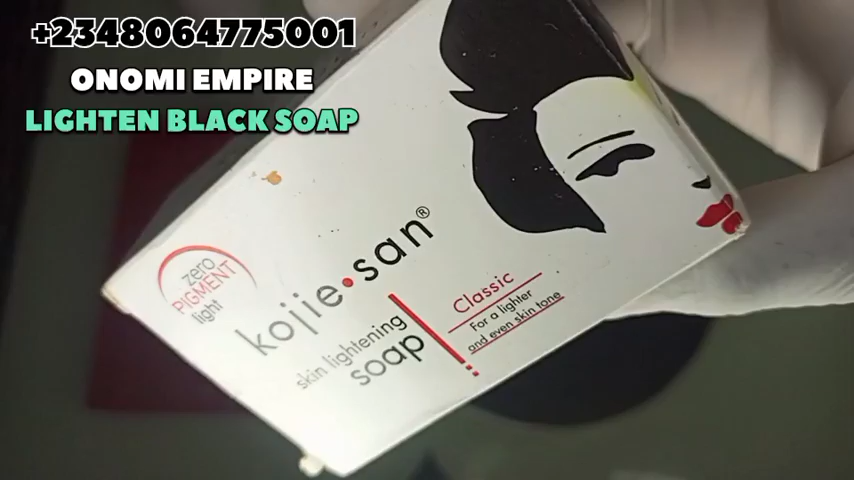 +2348064775001
ONOMI EMPIRE
LIGHTEN BLACK SOAP
zero
PIGMENT
light
kojie•san®
skin lightening
soap
Classic
For a lighter
and even skin tone